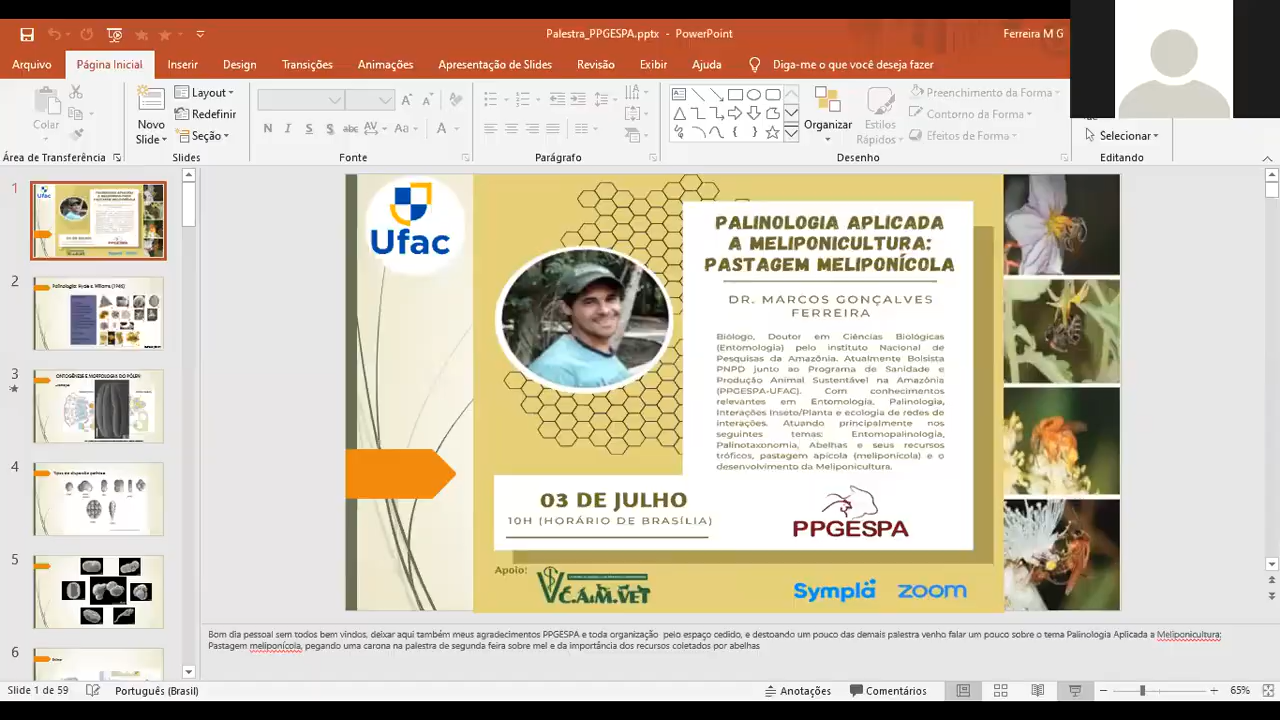 Palestra_PPGESPA.pptx - PowerPoint
Ferreira M G
Arquivo Página Inicial Inserir Design Transições Animações Apresentação de Slides Revisão Exibir Ajuda Diga-me o que você deseja fazer
Colar
Área de Transferência
Novo Slide
Layout
Redefinir
Seção
Slides
N I S S abc AV Aa A
Fonte
Parágrafo
Organizar
Estilos Rápidos
Preenchimento da Forma
Contorno da Forma
Efeitos de Forma
Desenho
Selecionar
Editando
1
2
3
4
5
6
Ufac
PALINOLOGIA APLICADA
A MELIPONICULTURA:
PASTAGEM MELIPONÍCOLA
DR. MARCOS GONÇALVES
FERREIRA
Biólogo, Doutor em Ciências Biológicas
(Entomologia) pelo instituto Nacional de
Pesquisas da Amazônia. Atualmente Bolsista
PNPD junto ao Programa de Sanidade e
Produção Animal Sustentável na Amazônia
(PPGESPA-UFAC). Com conhecimentos
relevantes em Entomologia, Palinologia,
Interações Inseto/Planta e ecologia de redes de
interações. Atuando principalmente nos
seguintes temas: Entomopalinologia,
Palinotaxonomia, Abelhas e seus recursos
tróficos, pastagem apícola (meliponícola) e o
desenvolvimento da Meliponicultura.
03 DE JULHO
10H (HORÁRIO DE BRASÍLIA)
PPGESPA
Apoio:
C.A.M.VET
Sympla
zoom
Bom dia pessoal sem todos bem vindos, deixar aqui também meus agradecimentos PPGESPA e toda organização pelo espaço cedido, e destoando um pouco das demais palestra venho falar um pouco sobre o tema Palinologia Aplicada a Meliponicultura:
Pastagem meliponícola, pegando uma carona na palestra de segunda feira sobre mel e da importância dos recursos coletados por abelhas
Slide 1 de 59 Português (Brasil) Anotações Comentários 65%